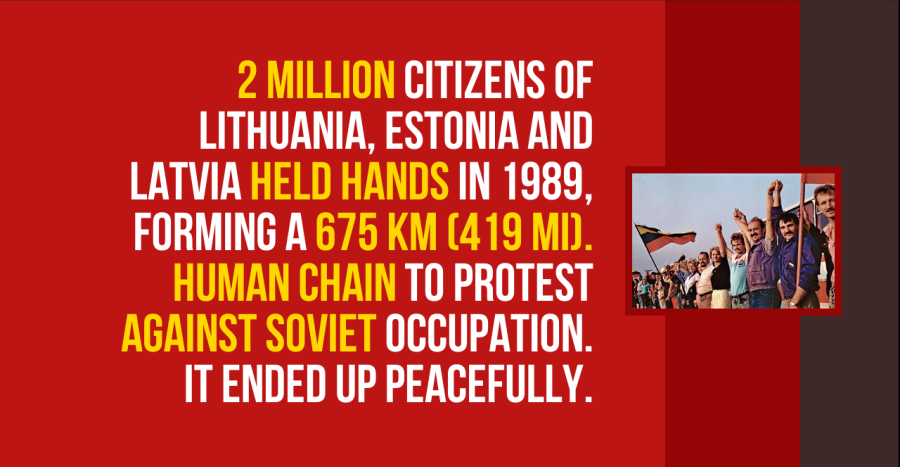 2 MILLION CITIZENS OF
LITHUANIA, ESTONIA AND
LATVIA HELD HANDS IN 1989,
FORMING A 675 KM (419 MI).
HUMAN CHAIN TO PROTEST
AGAINST SOVIET OCCUPATION.
IT ENDED UP PEACEFULLY.